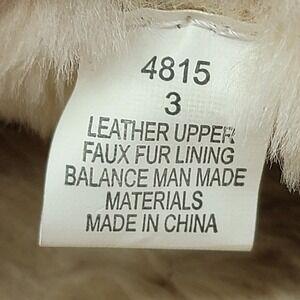 4815
3
LEATHER UPPER
FAUX FUR LINING
BALANCE MAN MADE
MATERIALS
MADE IN CHINA